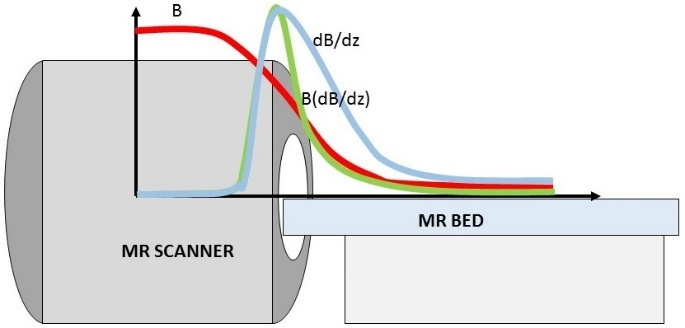 B
dB/dz
B(dB/dz)
MR BED
MR SCANNER